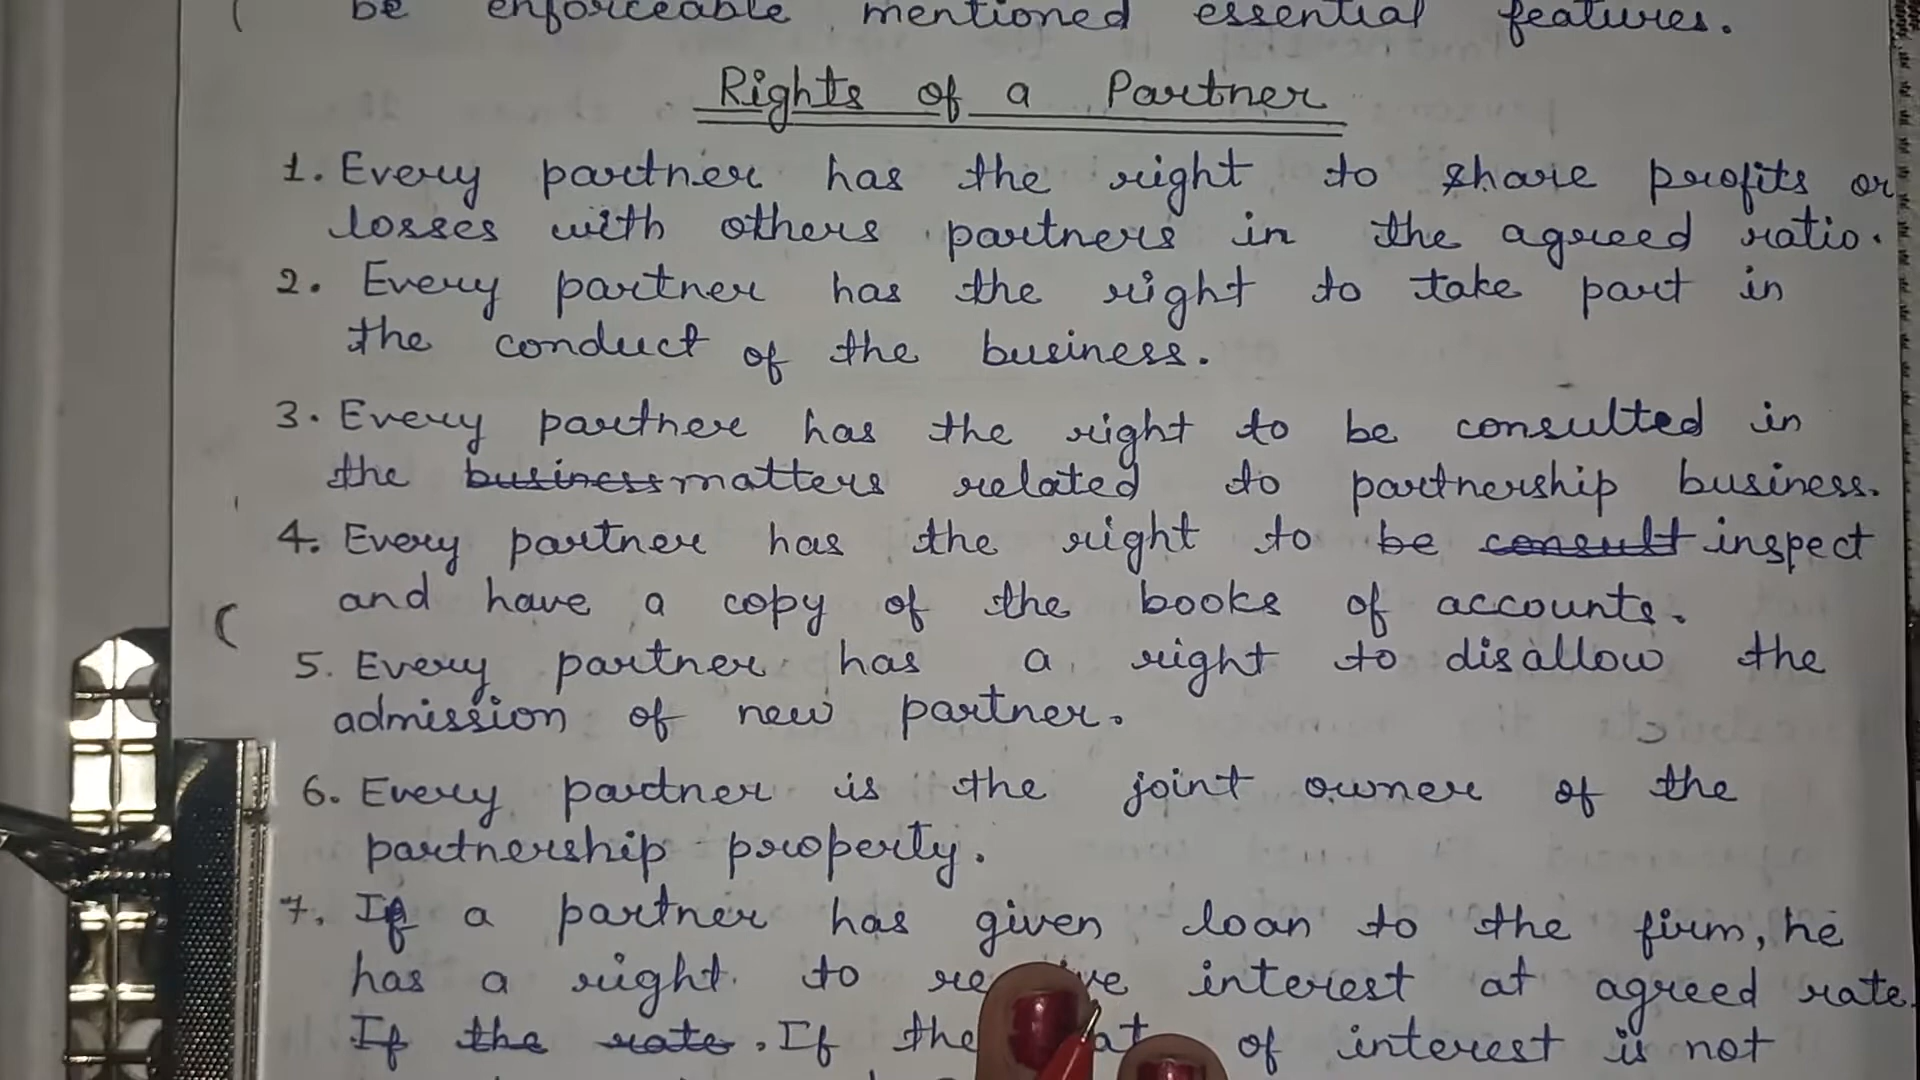 be enforceable mentioned essential features.
Rights of a Partner
1. Every partner has the right to share profits or
losses with others partners in the agreed ratio.
2. Every partner has the right to take part in
the conduct of the business.
3. Every partner has the right to be consulted in
the business matters related to partnership business.
4. Every partner has the right to be consult inspect
and have a copy of the books of accounts.
5. Every partner has a right to disallow the
admission of new partner.
6. Every partner is the joint owner of the
partnership property.
7. If a partner has given loan to the firm, he
has a right to interest at agreed rate.
If the rate. If the of interest is not